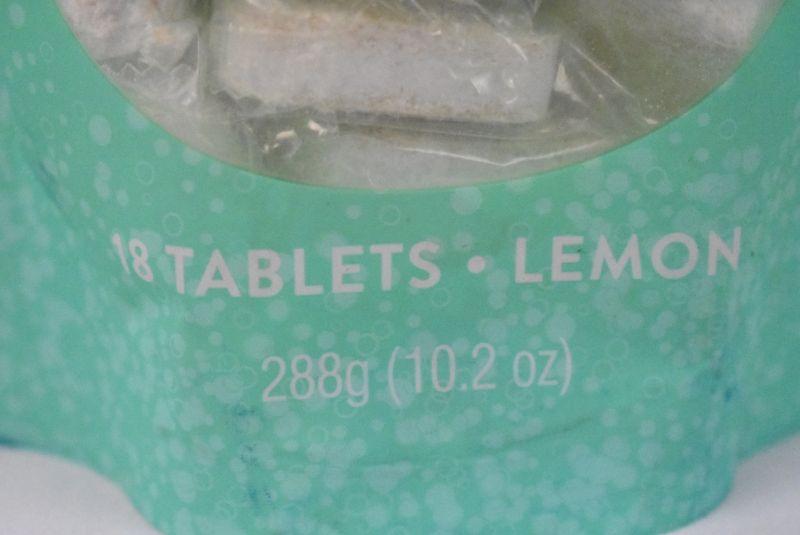 18 TABLETS • LEMON
288g (10.2 oz)